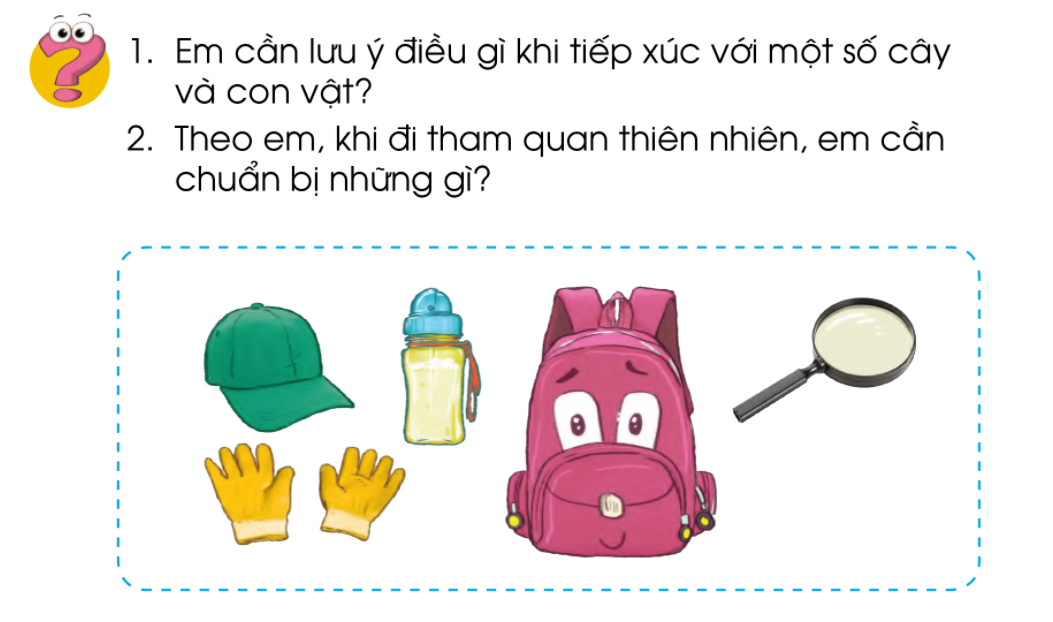 1. Em cần lưu ý điều gì khi tiếp xúc với một số cây
và con vật?
2. Theo em, khi đi tham quan thiên nhiên, em cần
chuẩn bị những gì?